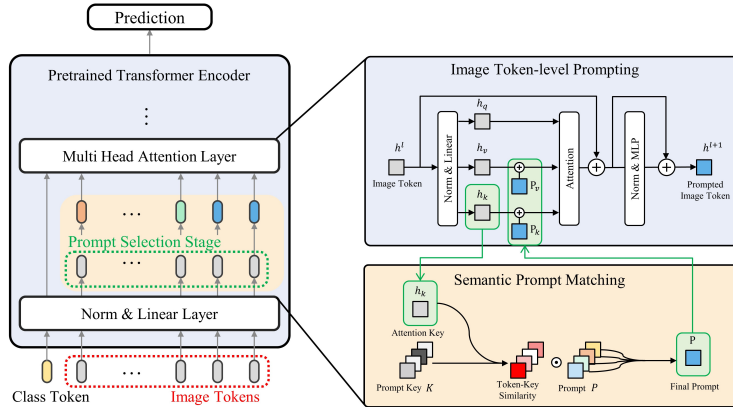 Prediction
Pretrained Transformer Encoder
⋮
Multi Head Attention Layer
...
Prompt Selection Stage
...
Norm & Linear Layer
...
Class Token
Image Tokens
Image Token-level Prompting
h^l
Image Token
Norm & Linear
h_q
h_v
h_k
P_v
P_k
Attention
Norm & MLP
h^{l+1}
Prompted
Image Token
Semantic Prompt Matching
h_k
Attention Key
Prompt Key K
Token-Key
Similarity
Prompt P
P
Final Prompt